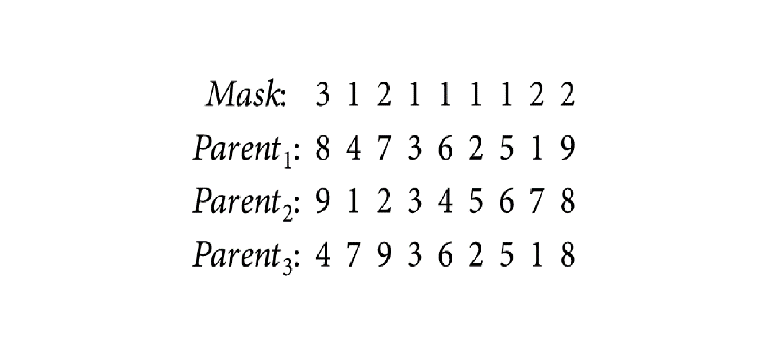 Mask: 3 1 2 1 1 1 1 2 2
Parent₁: 8 4 7 3 6 2 5 1 9
Parent₂: 9 1 2 3 4 5 6 7 8
Parent₃: 4 7 9 3 6 2 5 1 8